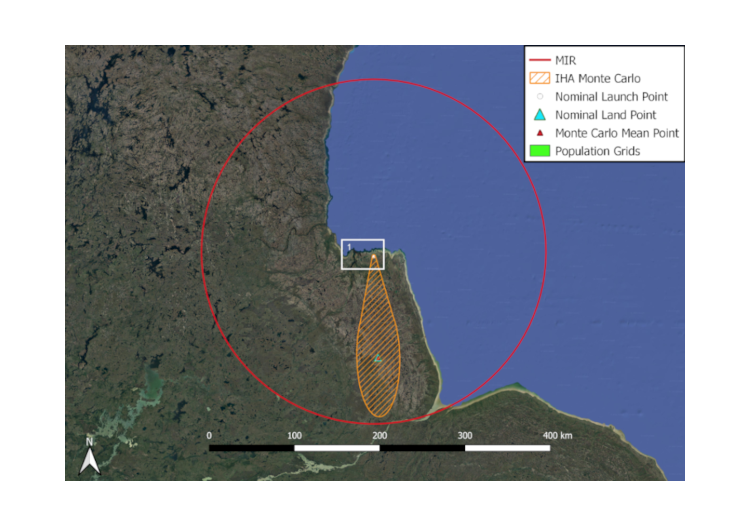 MIR
IHA Monte Carlo
Nominal Launch Point
Nominal Land Point
Monte Carlo Mean Point
Population Grids
1
0 100 200 300 400 km
N